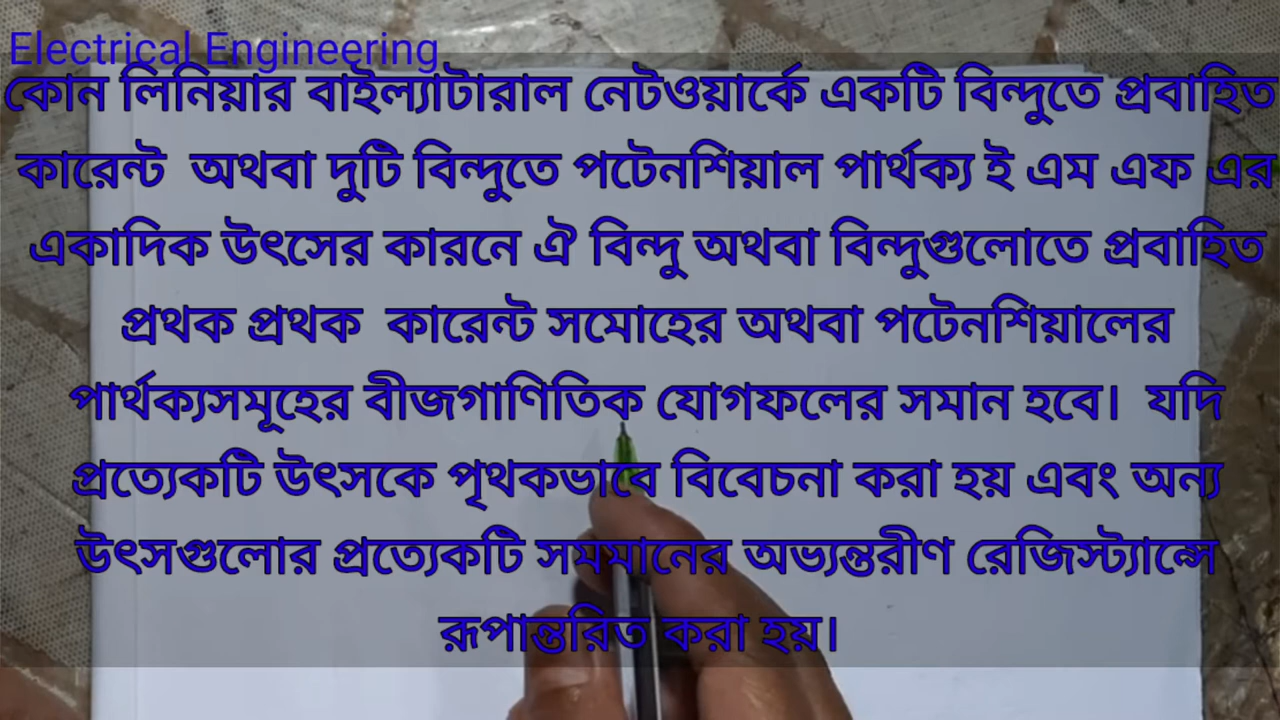 Electrical Engineering
কোন লিনিয়ার বাইল্যাটারাল নেটওয়ার্কে একটি বিন্দুতে প্রবাহিত
কারেন্ট অথবা দুটি বিন্দুতে পটেনশিয়াল পার্থক্য ই এম এফ এর
একাদিক উৎসের কারনে ঐ বিন্দু অথবা বিন্দুগুলোতে প্রবাহিত
প্রথক প্রথক কারেন্ট সমোহের অথবা পটেনশিয়ালের
পার্থক্যসমূহের বীজগাণিতিক যোগফলের সমান হবে। যদি
প্রত্যেকটি উৎসকে পৃথকভাবে বিবেচনা করা হয় এবং অন্য
উৎসগুলোর প্রত্যেকটি সমমানের অভ্যন্তরীণ রেজিস্ট্যান্সে
রূপান্তরিত করা হয়।